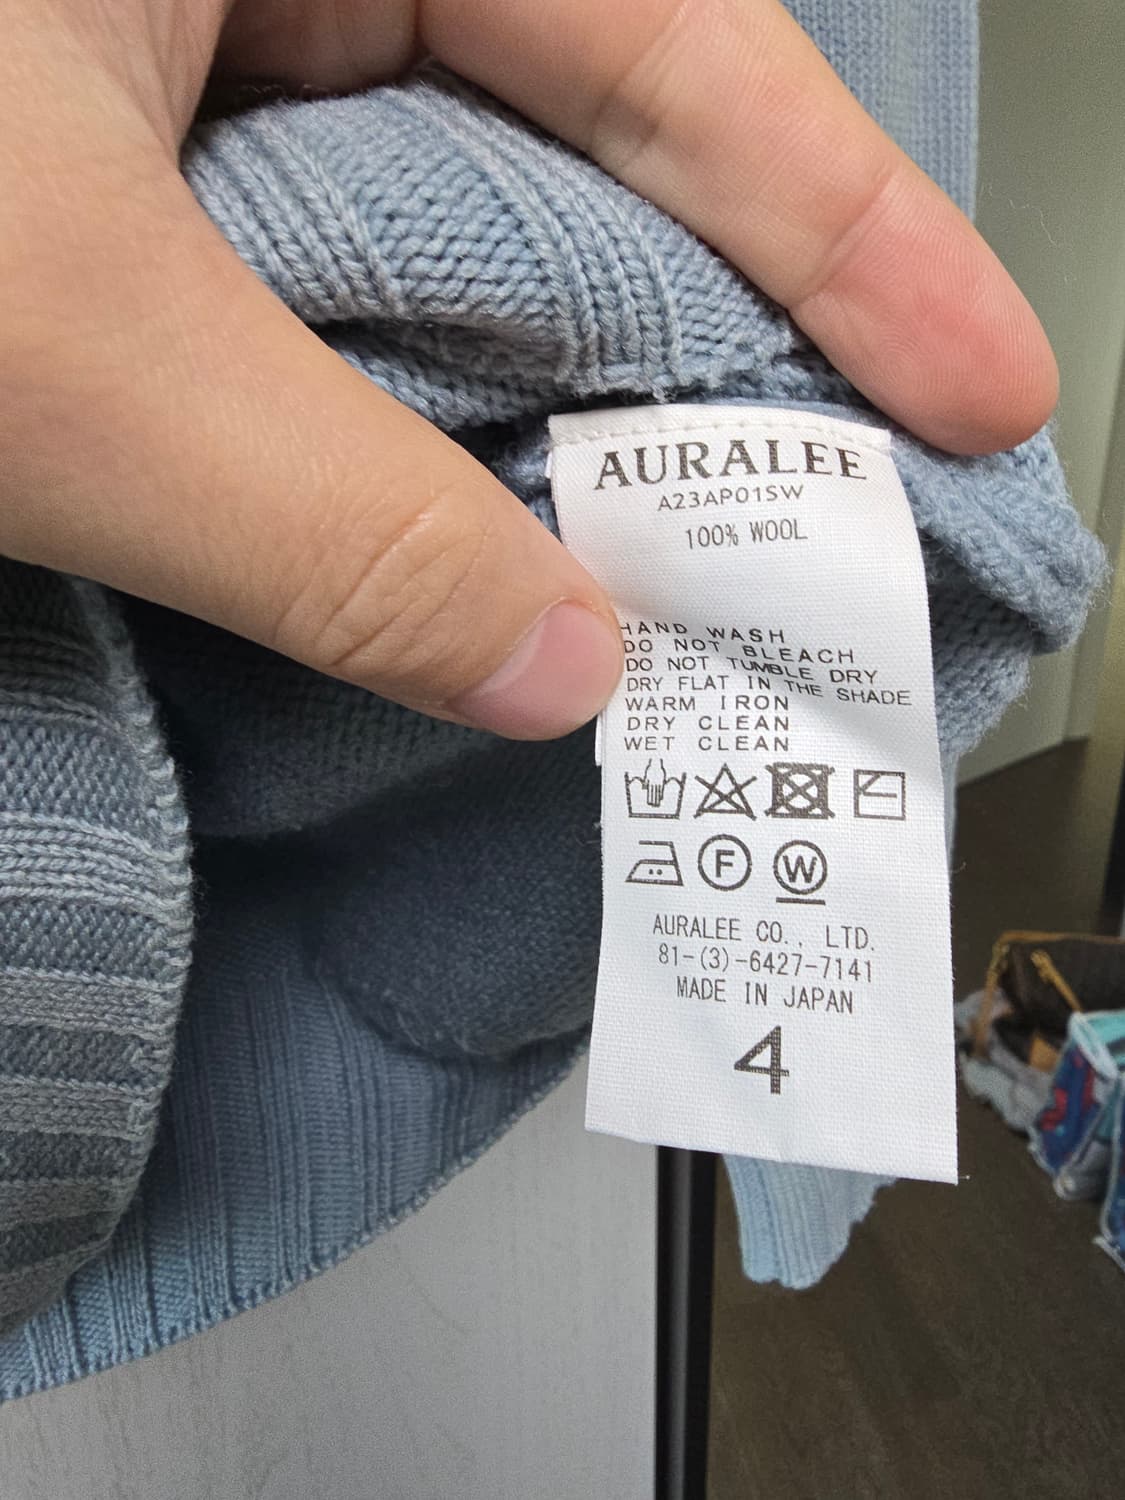 AURALEE
A23AP01SW
100% WOOL
HAND WASH
DO NOT BLEACH
DO NOT TUMBLE DRY
DRY FLAT IN THE SHADE
WARM IRON
DRY CLEAN
WET CLEAN
F W
AURALEE CO., LTD.
81-(3)-6427-7141
MADE IN JAPAN
4